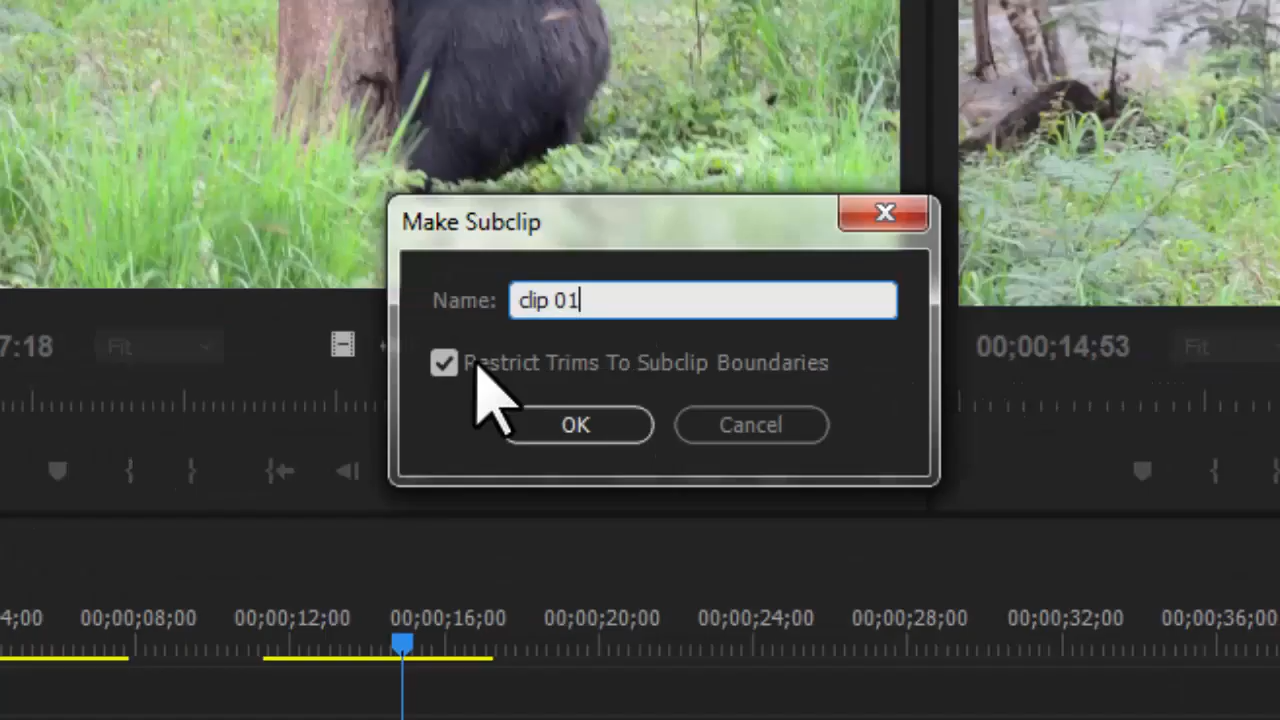 Make Subclip
Name: clip 01
Restrict Trims To Subclip Boundaries
OK Cancel
7:18 Fit
00;00;14;53 Fit
4;00 00;00;08;00 00;00;12;00 00;00;16;00 00;00;20;00 00;00;24;00 00;00;28;00 00;00;32;00 00;00;36;00